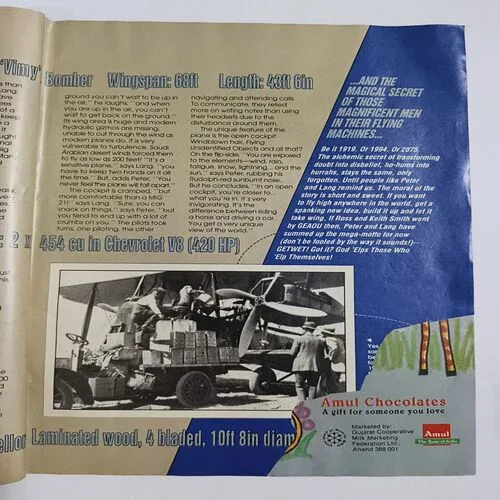 'Vimy' Bomber Wingspan: 68ft Length: 43ft 6in
ground you can't wait to be up in
the air," he laughs, "and when
you are up in the air, you can't
wait to get back on the ground."
Its wing area is huge and modern
hydraulic gizmos are missing,
unable to cut through the wind as
modern planes do. It is very
vulnerable to turbulence. Saudi
Arabian desert winds forced them
to fly as low as 200 feet! "It's a
sensitive plane," says Lang. "You
have to keep two hands on it all
the time." But, adds Peter, "You
never feel the plane will fall apart."
The cockpit is cramped, "but
more comfortable than a MIG
21!" says Lang. "Sure, you can
snack on things," says Peter, "but
you tend to end up with a lot of
crumbs on you." The pilots took
turns, one piloting, the other
navigating and attending calls.
To communicate, they relied
more on writing notes than using
their headsets due to the
disturbance around them.
The unique feature of the
plane is the open cockpit.
Windblown hair, Flying
Unidentified Objects and all that?
On the flip-side, "You are exposed
to the elements—wind, rain,
fatigue, snow, lightning... and the
sun," says Peter, rubbing his
Rudolph-red sunburnt nose.
But he concludes, "In an open
cockpit, you're closer to...
what you're in. It's very
invigorating, it's the
difference between riding
a horse and driving a car.
You get a very unique
view of the world."
...AND THE
MAGICAL SECRET
OF THOSE
MAGNIFICENT MEN
IN THEIR FLYING
MACHINES...
Be it 1919. Or 1994. Or 2075.
The alchemic secret of transforming
doubt into disbelief, ho-hums into
hurrahs, stays the same, only
forgotten. Until people like Peter
and Lang remind us. The moral of the
story is short and sweet. If you want
to fly high anywhere in the world, get a
spanking new idea, build it up and let it
take wing. If Ross and Keith Smith went
by GEAOU then, Peter and Lang have
summed up the mega-motto for now
(don't be fooled by the way it sounds!)--
GETWET! Got it? God 'Elps Those Who
'Elp Themselves!
2 x 454 cu in Chevrolet V8 (420 HP)
Laminated wood, 4 bladed, 10ft 8in diam
Amul Chocolates
A gift for someone you love
Marketed by
Gujarat Cooperative
Milk Marketing
Federation Ltd.,
Anand 388 001
Amul
The Taste of India